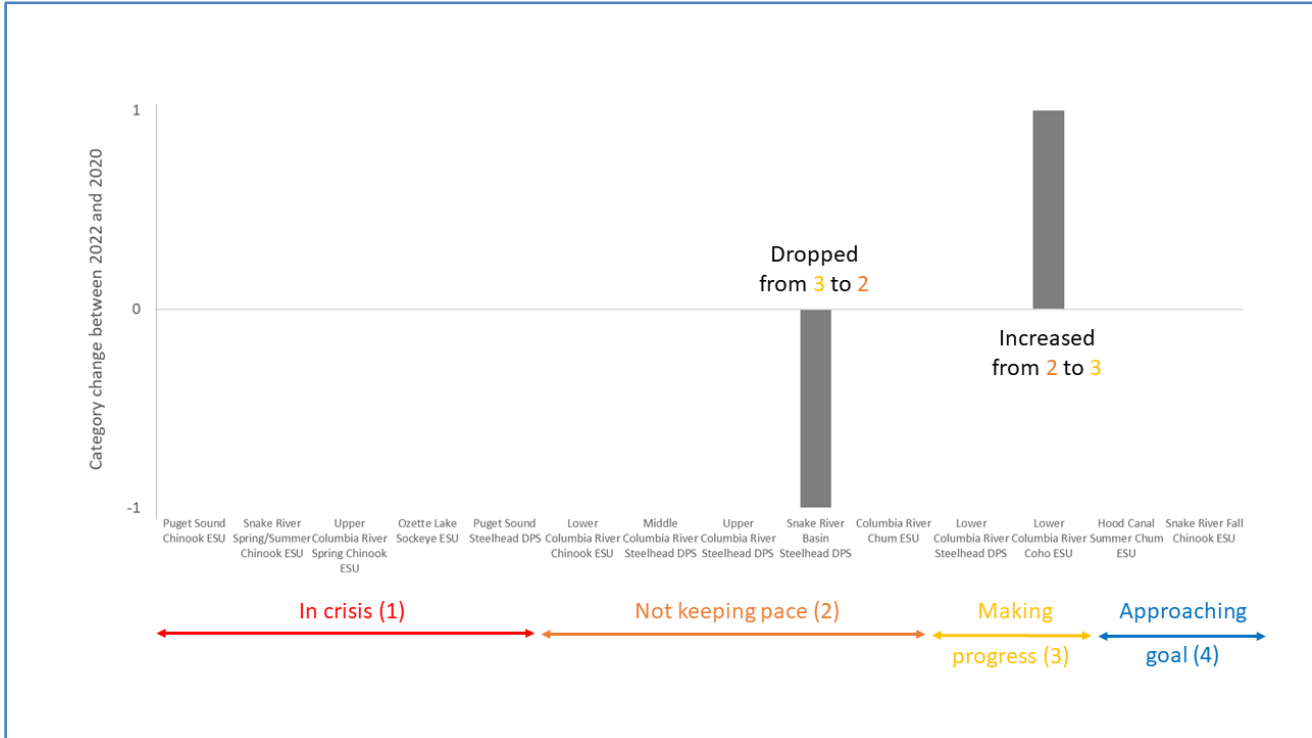 Category change between 2022 and 2020
1
0
-1
Dropped
from 3 to 2
Increased
from 2 to 3
Puget Sound
Chinook ESU
Snake River
Spring/Summer
Chinook ESU
Upper
Columbia River
Spring Chinook
ESU
Ozette Lake
Sockeye ESU
Puget Sound
Steelhead DPS
Lower
Columbia River
Chinook ESU
Middle
Columbia River
Steelhead DPS
Upper
Columbia River
Steelhead DPS
Snake River
Basin
Steelhead DPS
Columbia River
Chum ESU
Lower
Columbia River
Steelhead DPS
Lower
Columbia River
Coho ESU
Hood Canal
Summer Chum
ESU
Snake River Fall
Chinook ESU
In crisis (1)
Not keeping pace (2)
Making
progress (3)
Approaching
goal (4)